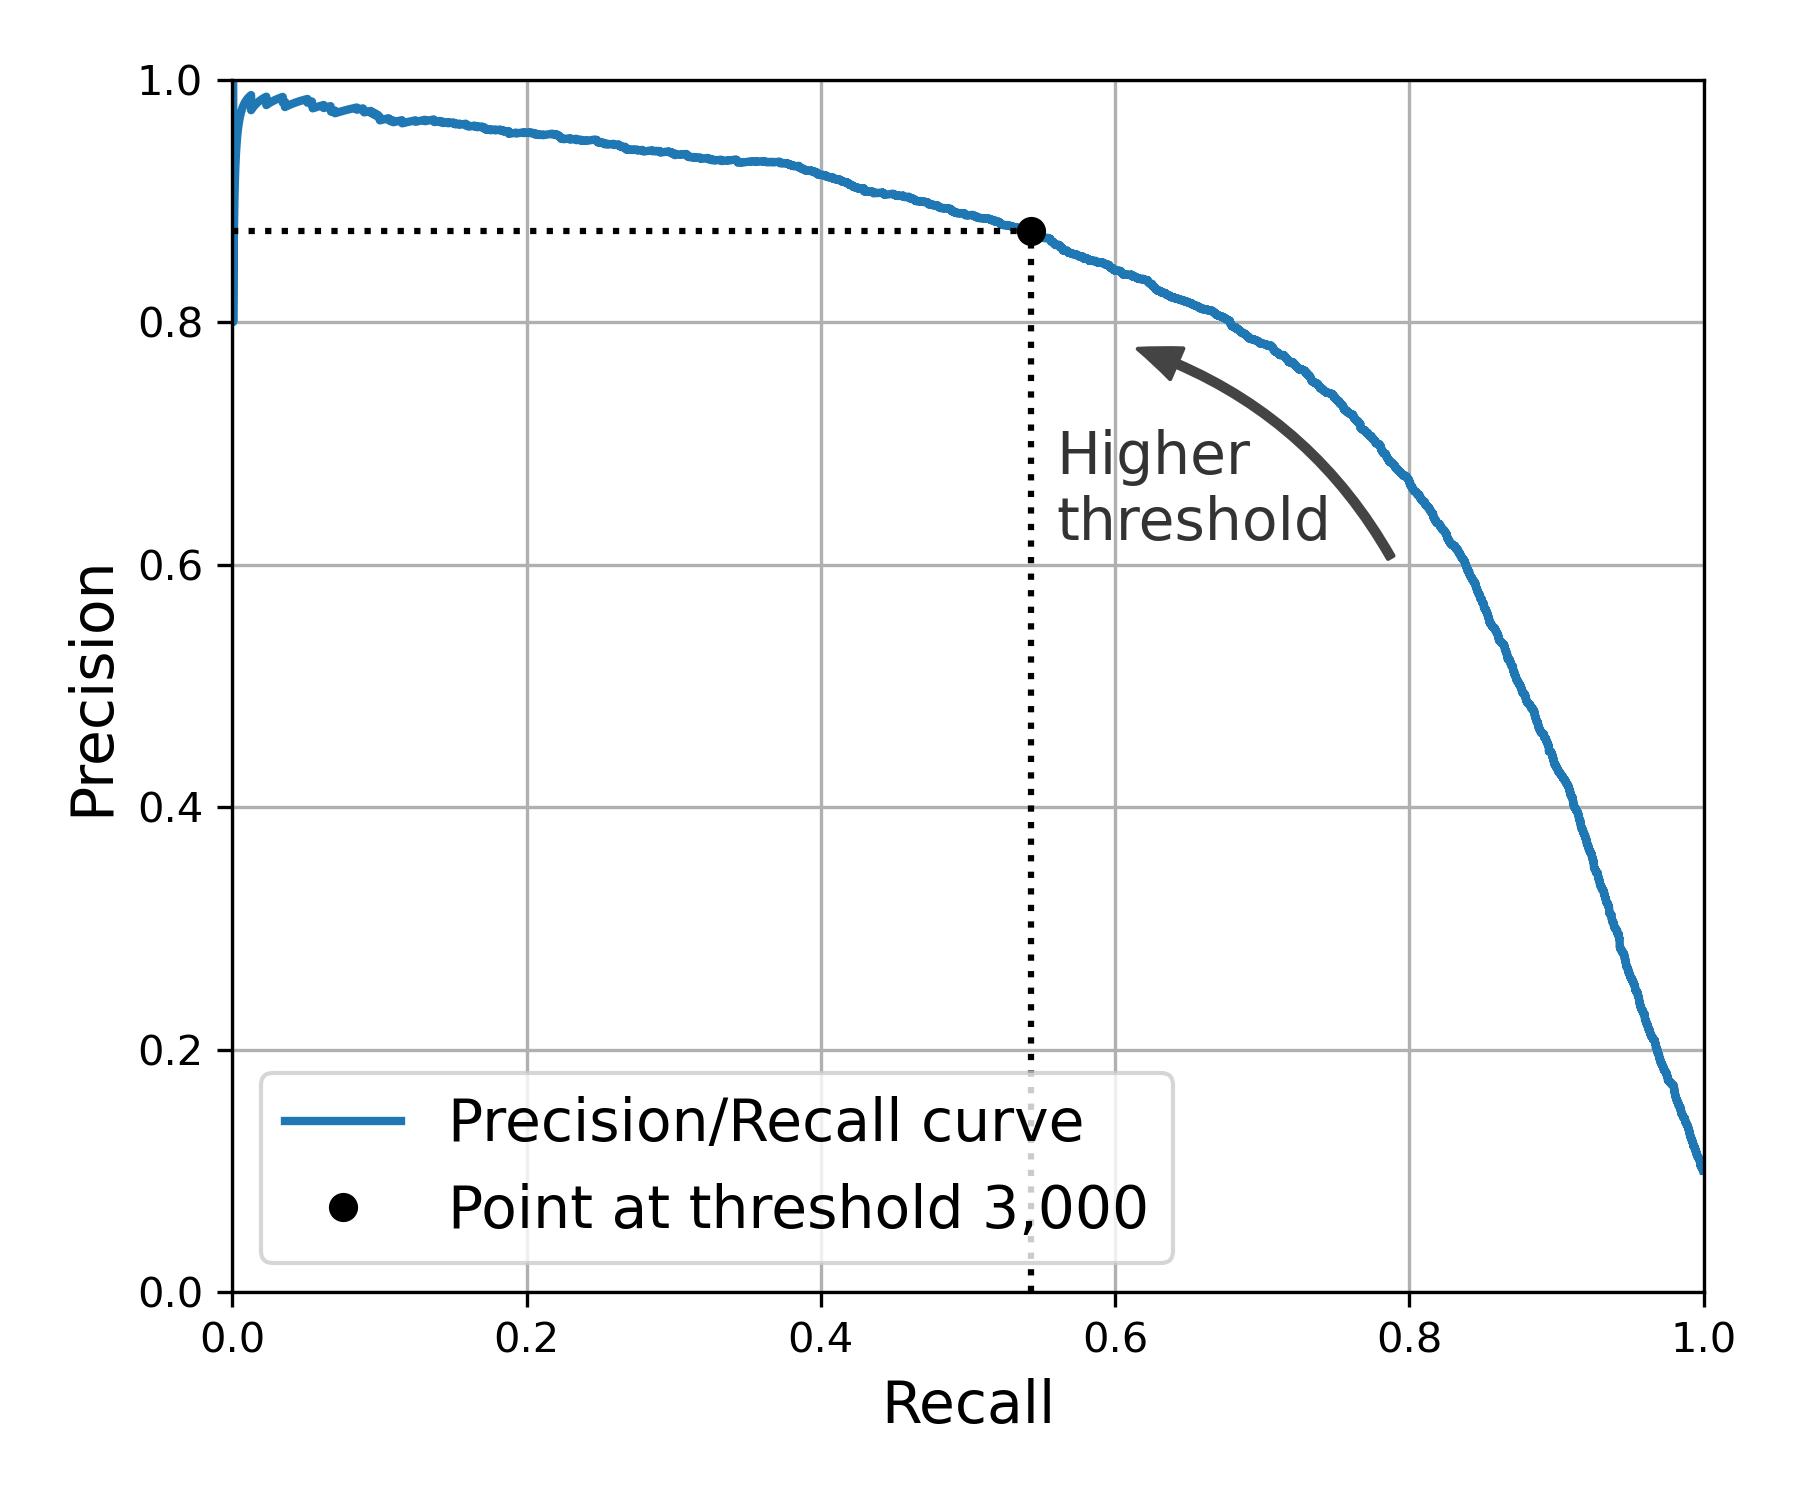 1.0
0.8
0.6
0.4
0.2
0.0
Precision
Higher
threshold
Precision/Recall curve
Point at threshold 3,000
0.0 0.2 0.4 0.6 0.8 1.0
Recall